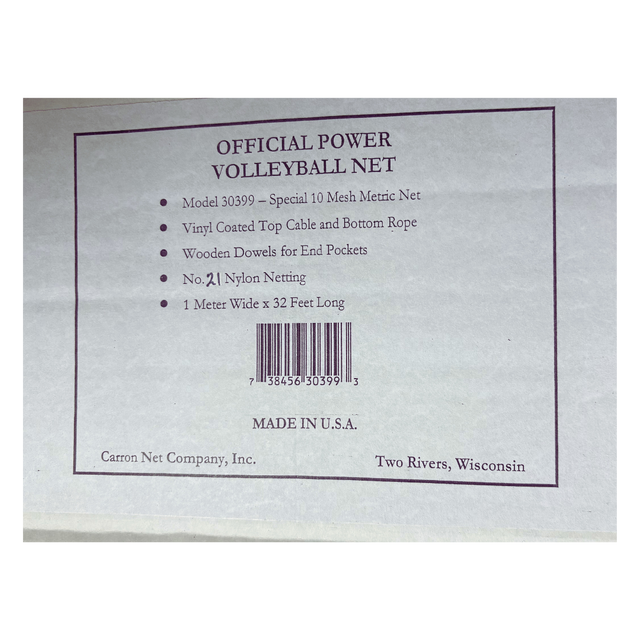 OFFICIAL POWER
VOLLEYBALL NET
● Model 30399 – Special 10 Mesh Metric Net
● Vinyl Coated Top Cable and Bottom Rope
● Wooden Dowels for End Pockets
● No. 21 Nylon Netting
● 1 Meter Wide x 32 Feet Long
7 38456 30399 3
MADE IN U.S.A.
Carron Net Company, Inc. Two Rivers, Wisconsin